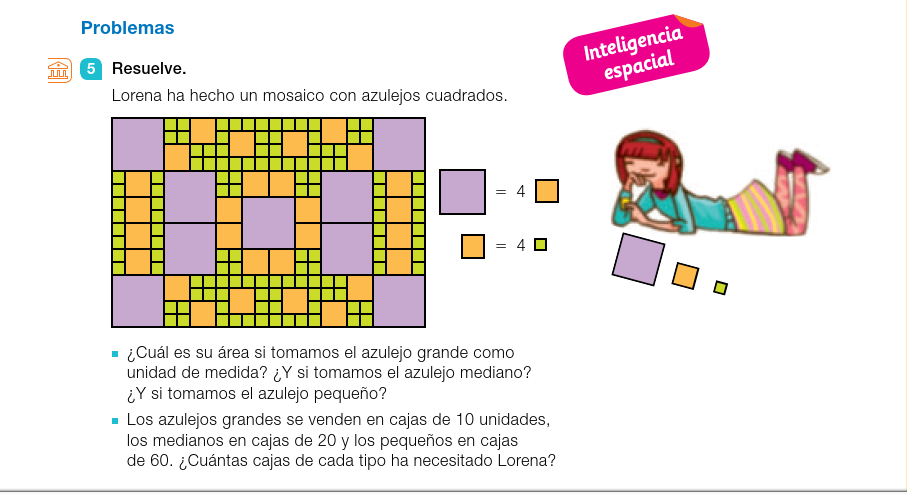 Problemas
Inteligencia
espacial
5 Resuelve.
Lorena ha hecho un mosaico con azulejos cuadrados.
= 4
= 4
¿Cuál es su área si tomamos el azulejo grande como
unidad de medida? ¿Y si tomamos el azulejo mediano?
¿Y si tomamos el azulejo pequeño?
Los azulejos grandes se venden en cajas de 10 unidades,
los medianos en cajas de 20 y los pequeños en cajas
de 60. ¿Cuántas cajas de cada tipo ha necesitado Lorena?